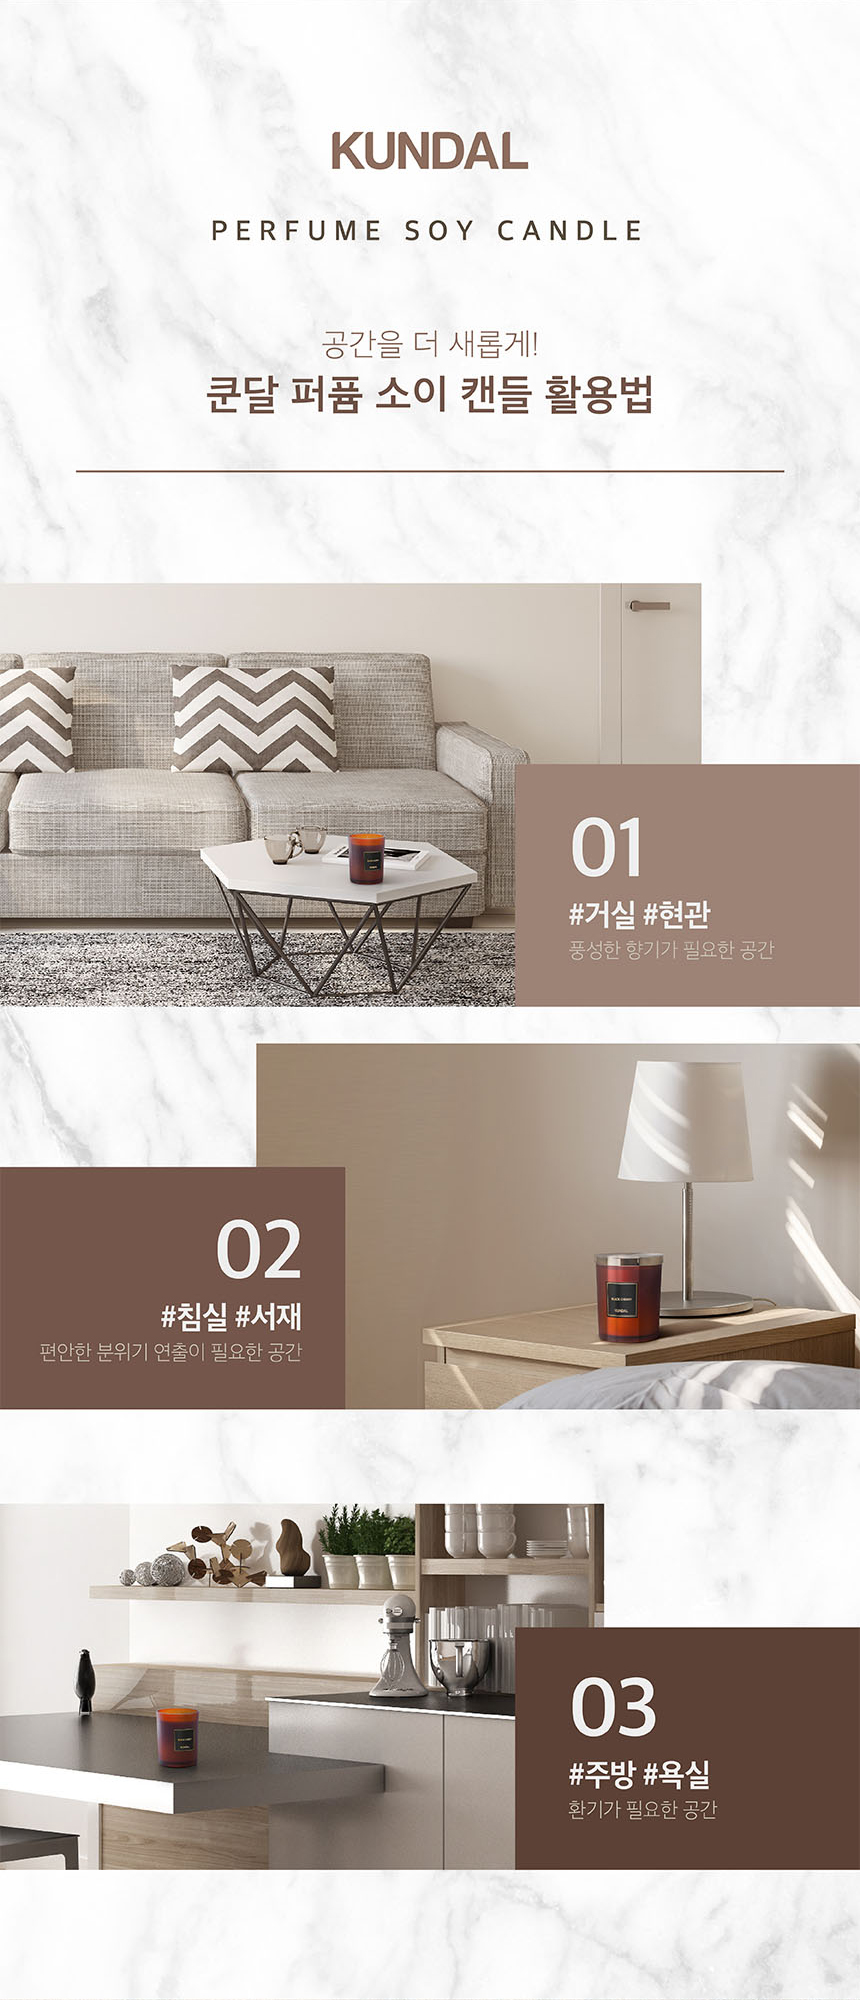 KUNDAL
PERFUME SOY CANDLE
공간을 더 새롭게!
쿤달 퍼퓸 소이 캔들 활용법
01
#거실 #현관
풍성한 향기가 필요한 공간
02
#침실 #서재
편안한 분위기 연출이 필요한 공간
BLACK CHERRY
KUNDAL
03
#주방 #욕실
환기가 필요한 공간